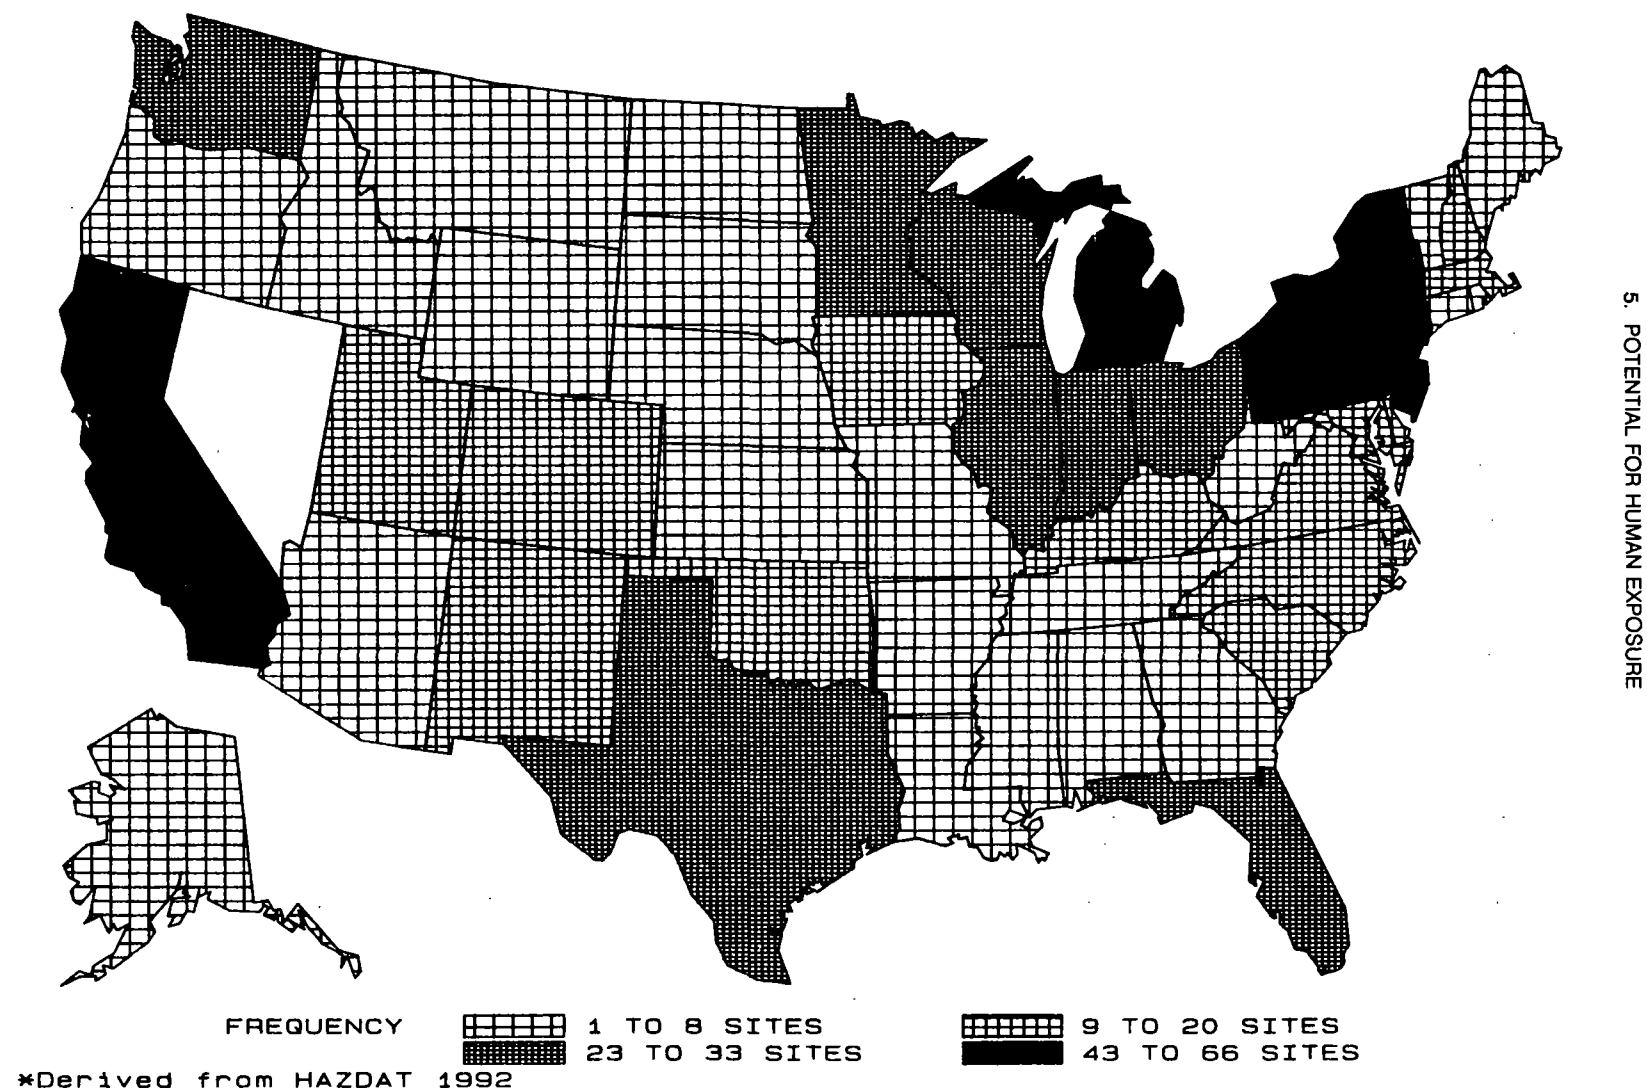 5. POTENTIAL FOR HUMAN EXPOSURE
FREQUENCY
1 TO 8 SITES
9 TO 20 SITES
23 TO 33 SITES
43 TO 66 SITES
*Derived from HAZDAT 1992